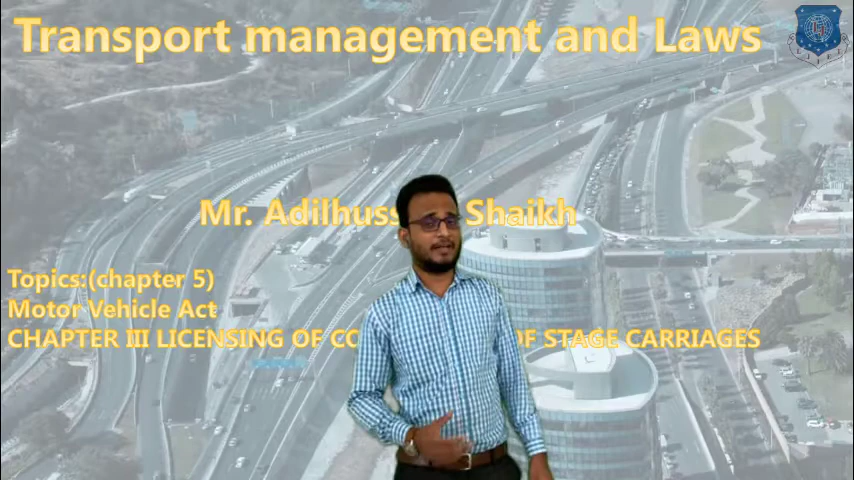 Transport management and Laws
Mr. Adilhuss Shaikh
Topics:(chapter 5)
Motor Vehicle Act
CHAPTER III LICENSING OF CO OF STAGE CARRIAGES